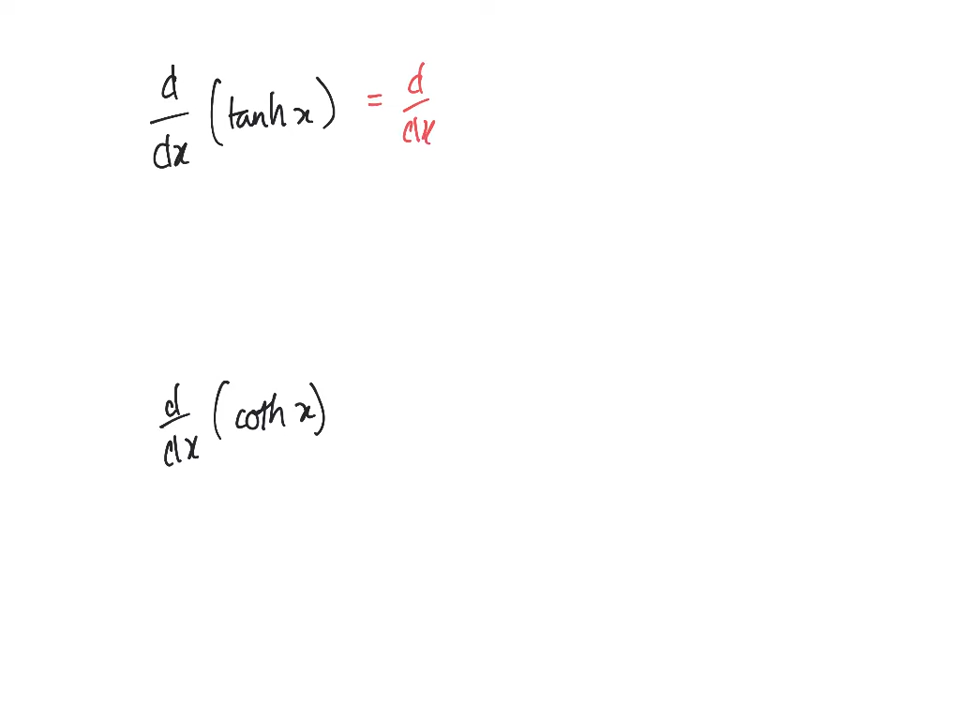 d/dx (tanh x) = d/dx
d/dx (coth x)